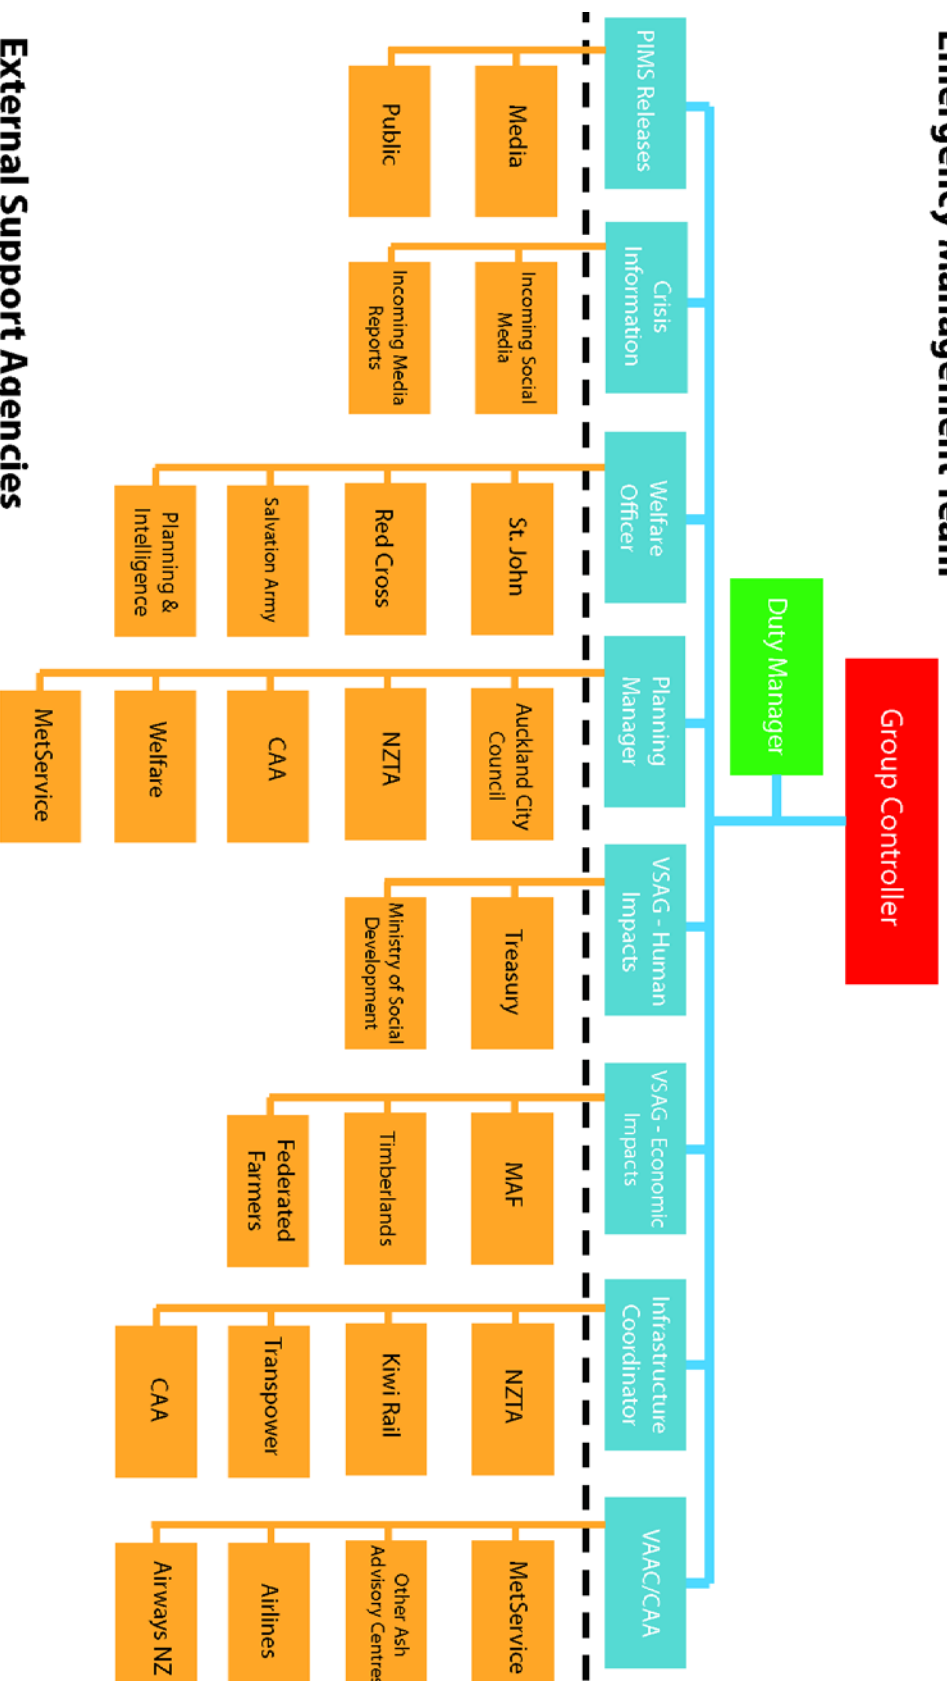 Emergency Management Team
Group Controller
Duty Manager
PIMS Releases
Crisis
Information
Welfare
Officer
Planning
Manager
VSAG - Human
Impacts
VSAG - Economic
Impacts
Infrastructure
Coordinator
VAAC/CAA
Media
Public
Incoming Social
Media
Incoming Media
Reports
St. John
Red Cross
Salvation Army
Planning &
Intelligence
Auckland City
Council
NZTA
CAA
Welfare
MetService
Treasury
Ministry of Social
Development
MAF
Timberlands
Federated
Farmers
NZTA
Kiwi Rail
Transpower
CAA
MetService
Other Ash
Advisory Centres
Airlines
Airways NZ
External Support Agencies